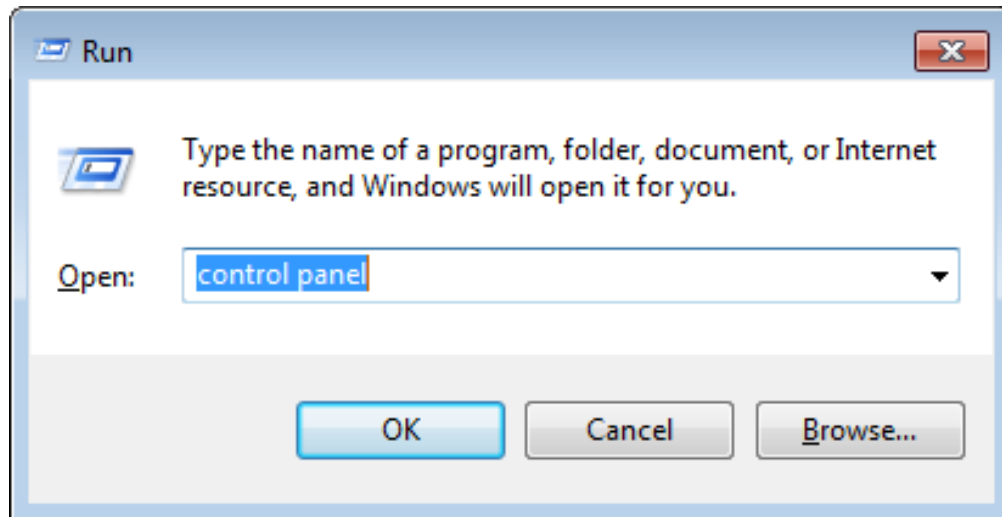 Run
Type the name of a program, folder, document, or Internet
resource, and Windows will open it for you.
Open: control panel
OK Cancel Browse...